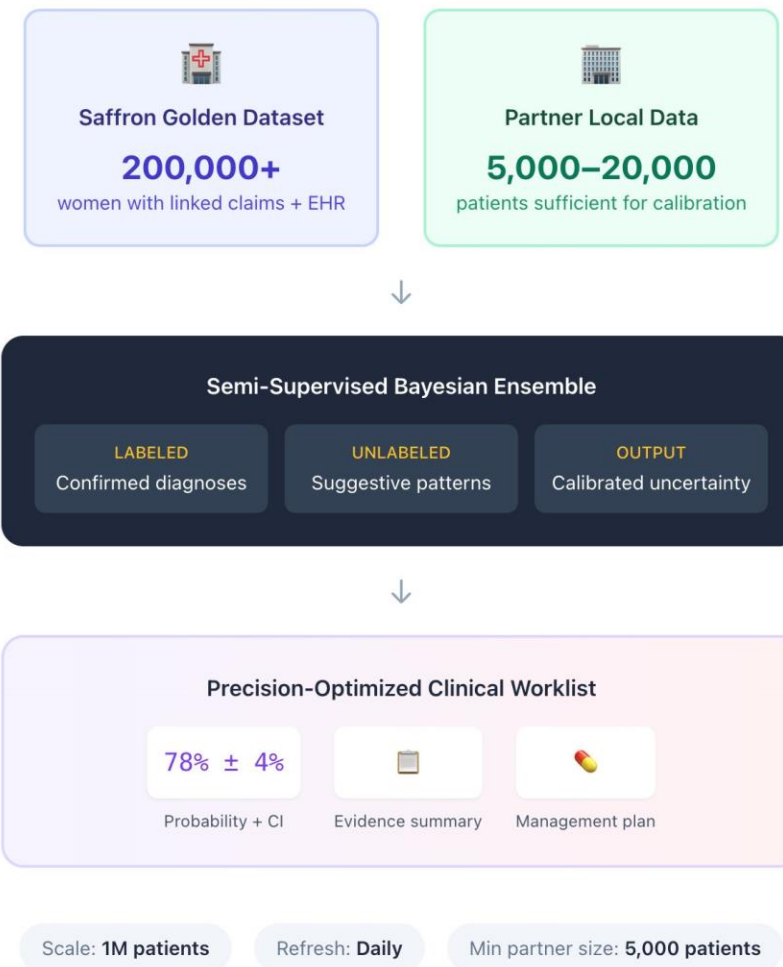 Saffron Golden Dataset
200,000+
women with linked claims + EHR
Partner Local Data
5,000–20,000
patients sufficient for calibration
↓
Semi-Supervised Bayesian Ensemble
LABELED
Confirmed diagnoses
UNLABELED
Suggestive patterns
OUTPUT
Calibrated uncertainty
↓
Precision-Optimized Clinical Worklist
78% ± 4%
Probability + CI
Evidence summary
Management plan
Scale: 1M patients
Refresh: Daily
Min partner size: 5,000 patients